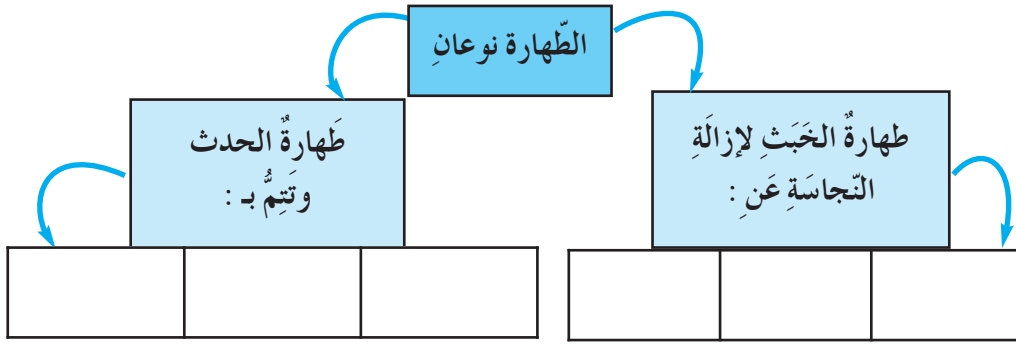 الطّهارة نوعانِ
طهارةٌ الخَبَثِ لإزالَةِ
النّجاسَةِ عَنِ :
طَهارةٌ الحدث
وتَتِمُّ بـ :